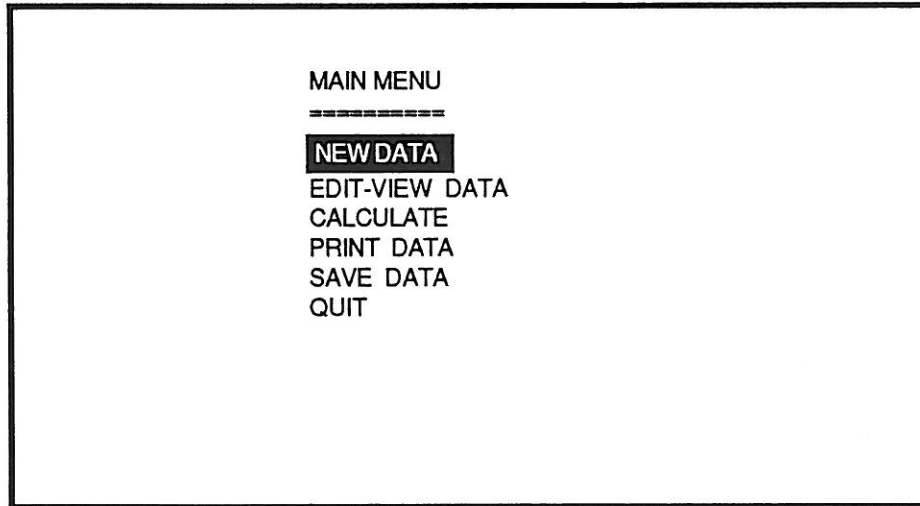 MAIN MENU
==========
NEW DATA
EDIT-VIEW DATA
CALCULATE
PRINT DATA
SAVE DATA
QUIT